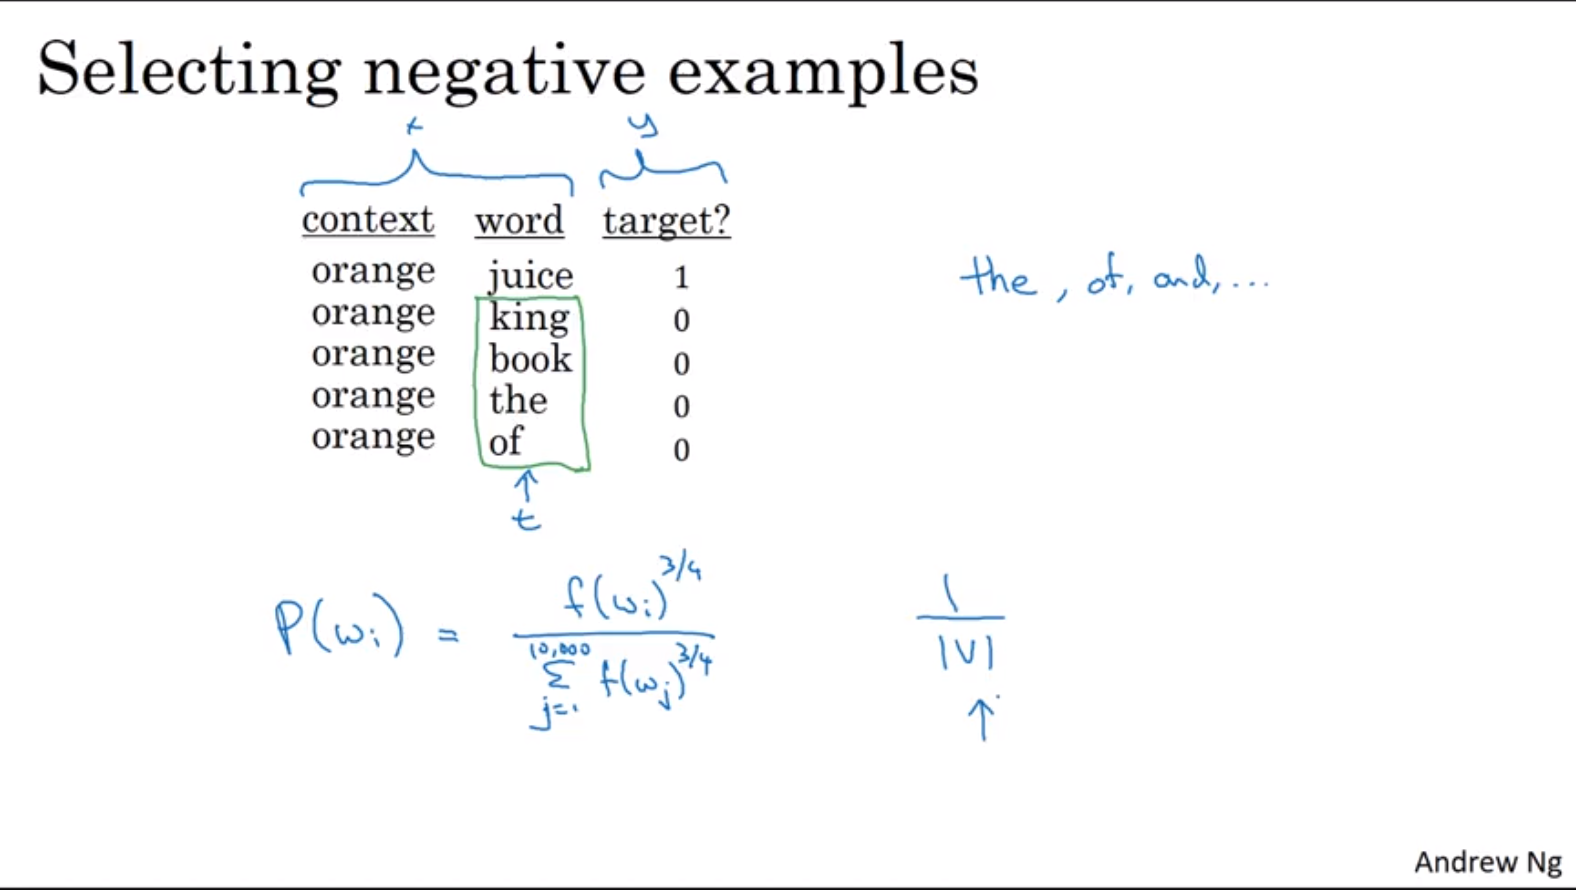 Selecting negative examples
x y
context word target?
orange juice 1
orange king 0
orange book 0
orange the 0
orange of 0
the, of, and, ...
t
P(wᵢ) = f(wᵢ)^3/4 / Σ_{j=1}^{10,000} f(wⱼ)^3/4
1 / |V|
Andrew Ng